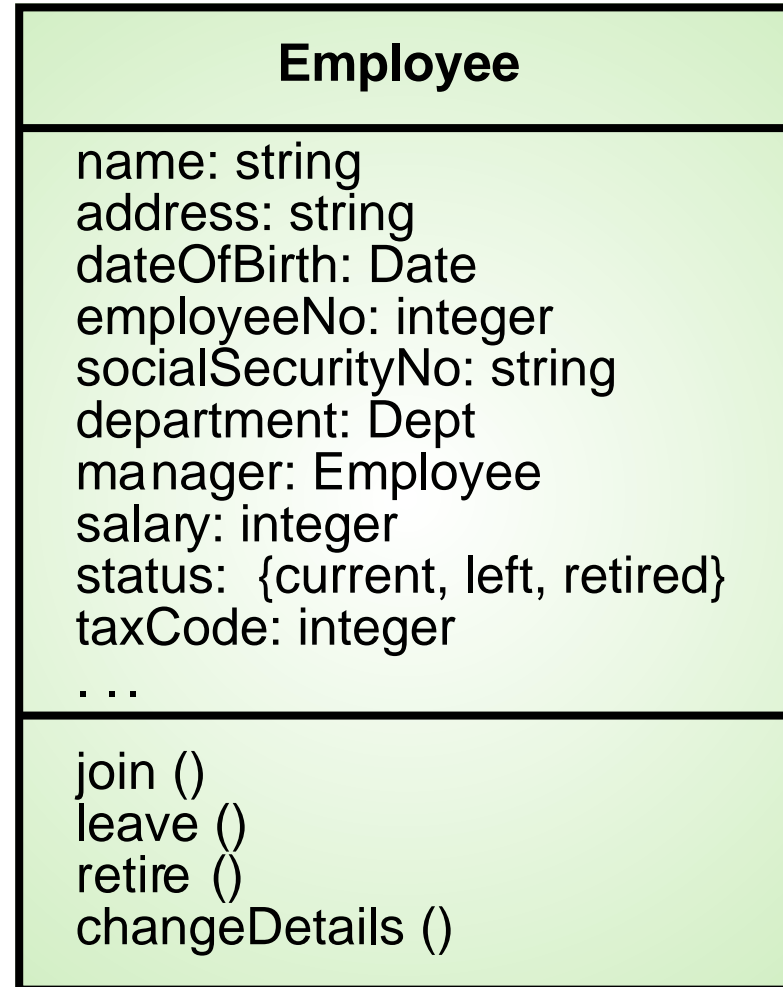 Employee
name: string
address: string
dateOfBirth: Date
employeeNo: integer
socialSecurityNo: string
department: Dept
manager: Employee
salary: integer
status: {current, left, retired}
taxCode: integer
. . .
join ()
leave ()
retire ()
changeDetails ()